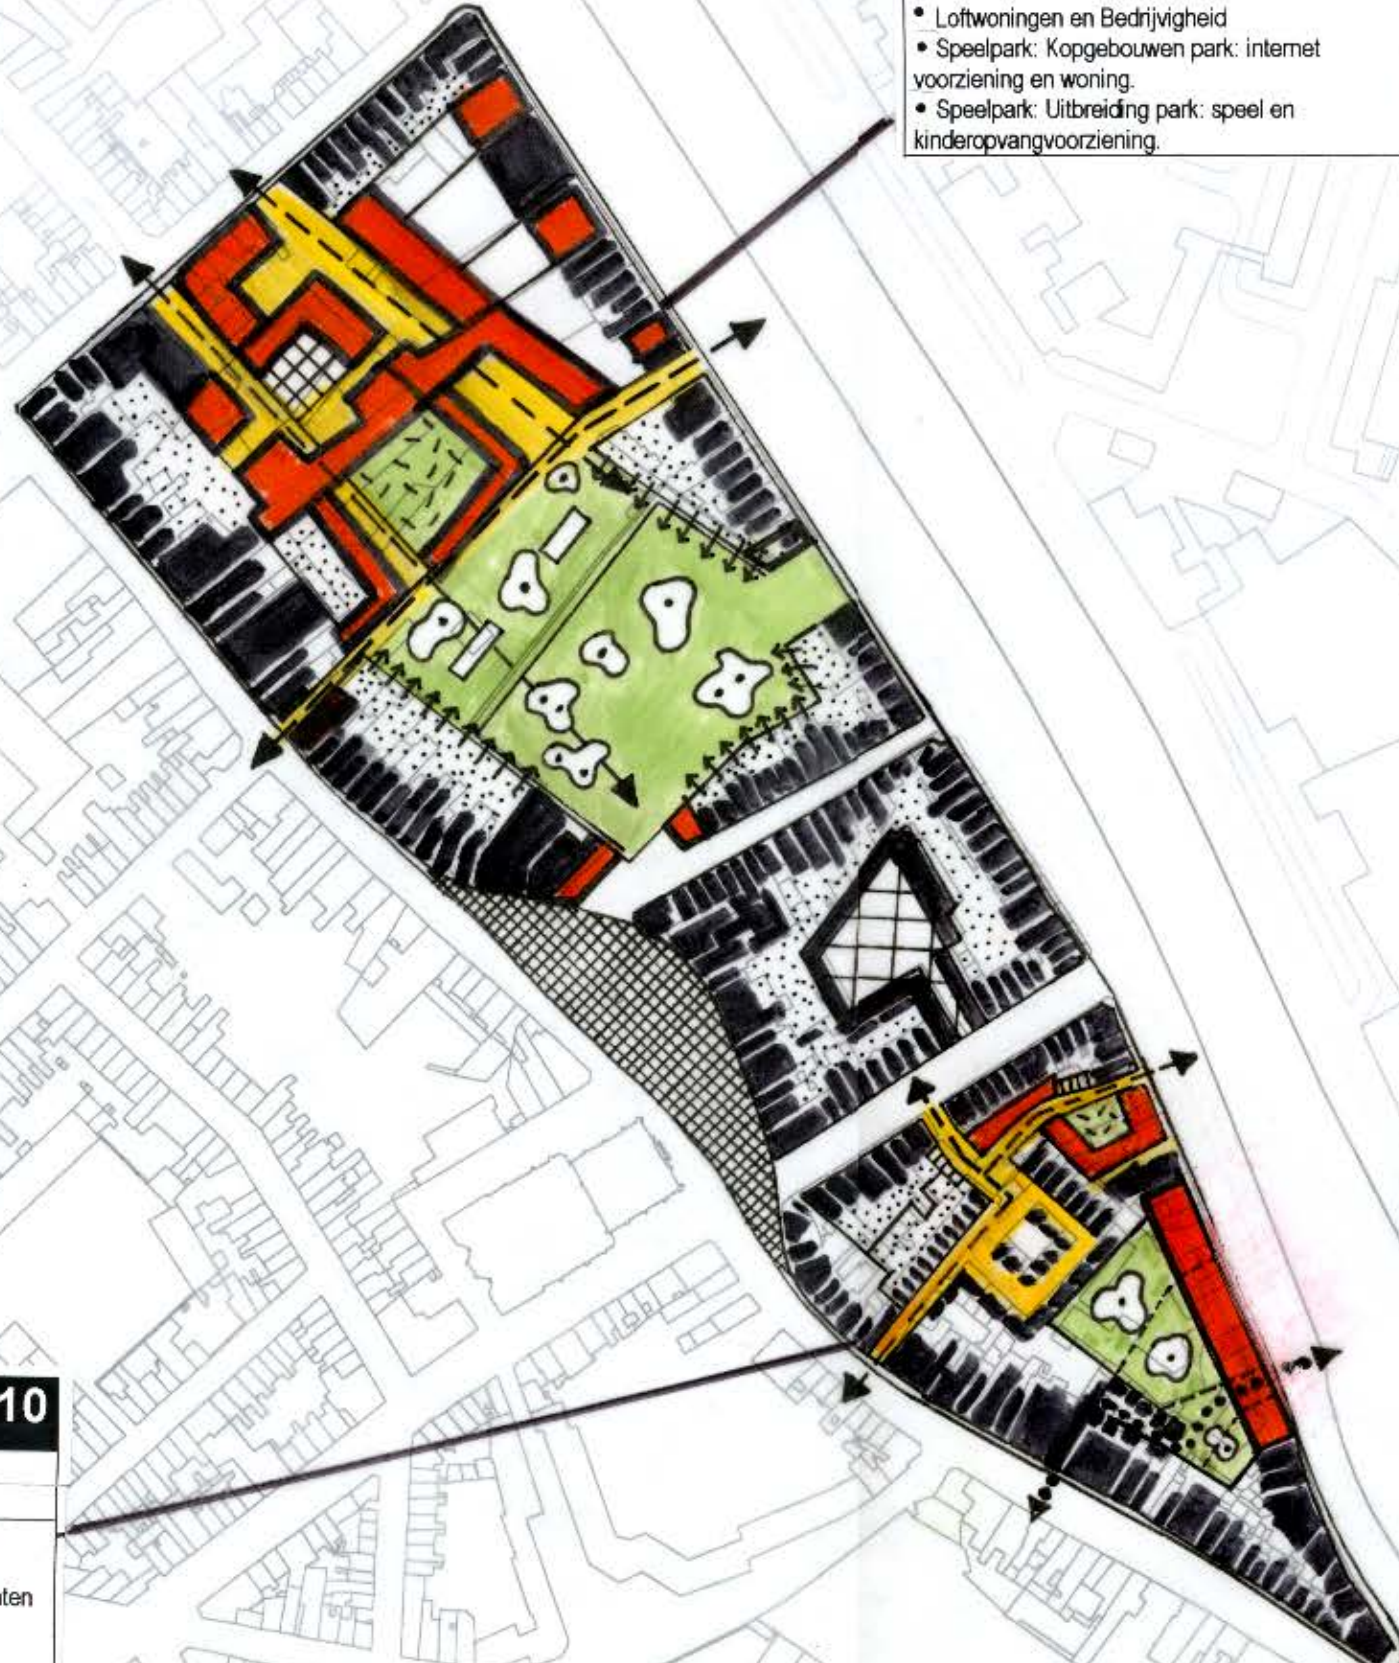 • Loftwoningen en Bedrijvigheid
• Speelpark: Kopgebouwen park: internet
voorziening en woning.
• Speelpark: Uitbreiding park: speel en
kinderopvangvoorziening.
10
ten